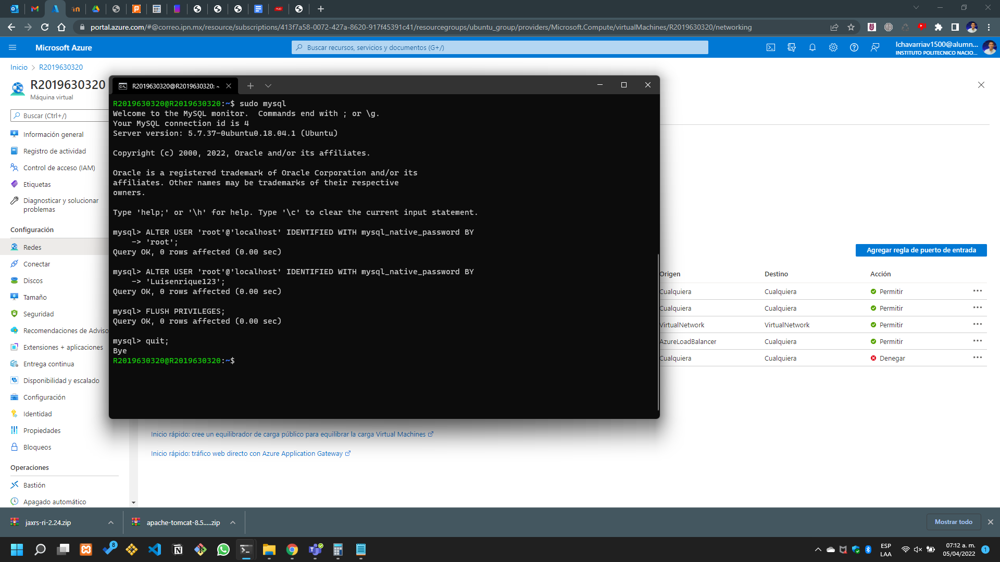 portal.azure.com/#@correo.ipn.mx/resource/subscriptions/413f7a58-0072-427a-8620-917f45391c41/resourcegroups/ubuntu_group/providers/Microsoft.Compute/virtualMachines/R2019630320/networking
Microsoft Azure
Buscar recursos, servicios y documentos (G+/)
lchavarriav1500@alumn...
INSTITUTO POLITECNICO NACIO...
Inicio > R2019630320
R2019630320
Máquina virtual
Buscar (Ctrl+/)
Información general
Registro de actividad
Control de acceso (IAM)
Etiquetas
Diagnosticar y solucionar
problemas
Configuración
Redes
Conectar
Discos
Tamaño
Seguridad
Recomendaciones de Adviso
Extensiones + aplicaciones
Entrega continua
Disponibilidad y escalado
Configuración
Identidad
Propiedades
Bloqueos
Operaciones
Bastión
Apagado automático
R2019630320@R2019630320: ~
R2019630320@R2019630320:~$ sudo mysql
Welcome to the MySQL monitor.  Commands end with ; or \g.
Your MySQL connection id is 4
Server version: 5.7.37-0ubuntu0.18.04.1 (Ubuntu)
Copyright (c) 2000, 2022, Oracle and/or its affiliates.
Oracle is a registered trademark of Oracle Corporation and/or its
affiliates. Other names may be trademarks of their respective
owners.
Type 'help;' or '\h' for help. Type '\c' to clear the current input statement.
mysql> ALTER USER 'root'@'localhost' IDENTIFIED WITH mysql_native_password BY
-> 'root';
Query OK, 0 rows affected (0.00 sec)
mysql> ALTER USER 'root'@'localhost' IDENTIFIED WITH mysql_native_password BY
-> 'Luisenrique123';
Query OK, 0 rows affected (0.00 sec)
mysql> FLUSH PRIVILEGES;
Query OK, 0 rows affected (0.00 sec)
mysql> quit;
Bye
R2019630320@R2019630320:~$
Agregar regla de puerto de entrada
Origen Destino Acción
Cualquiera Cualquiera Permitir
Cualquiera Cualquiera Permitir
VirtualNetwork VirtualNetwork Permitir
AzureLoadBalancer Cualquiera Permitir
Cualquiera Cualquiera Denegar
Inicio rápido: cree un equilibrador de carga público para equilibrar la carga Virtual Machines
Inicio rápido: tráfico web directo con Azure Application Gateway
jaxrs-ri-2.24.zip
apache-tomcat-8.5.....zip
Mostrar todo
8
ESP
LAA
07:12 a. m.
05/04/2022
1